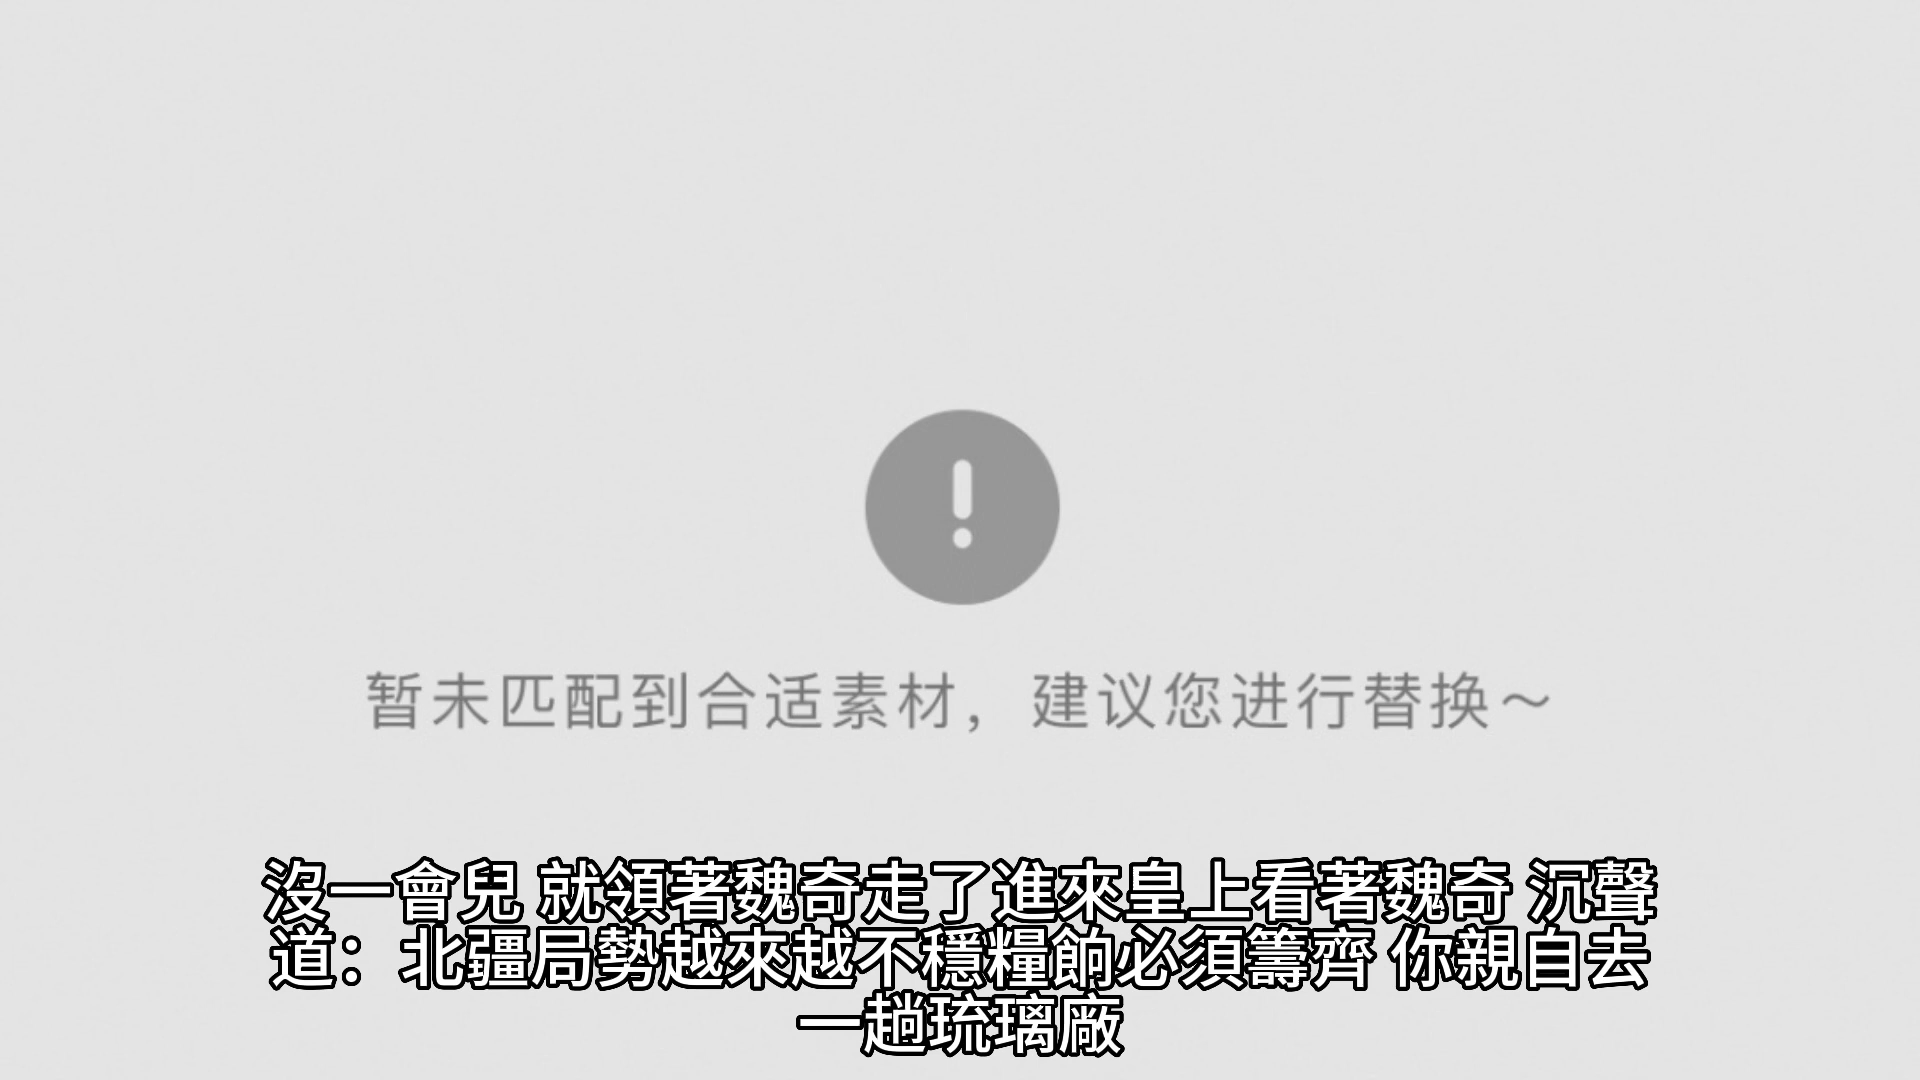 暂未匹配到合适素材，建议您进行替换～
沒一會兒 就領著魏奇走了進來皇上看著魏奇 沉聲
道：北疆局勢越來越不穩糧餉必須籌齊 你親自去
一趟琉璃廠